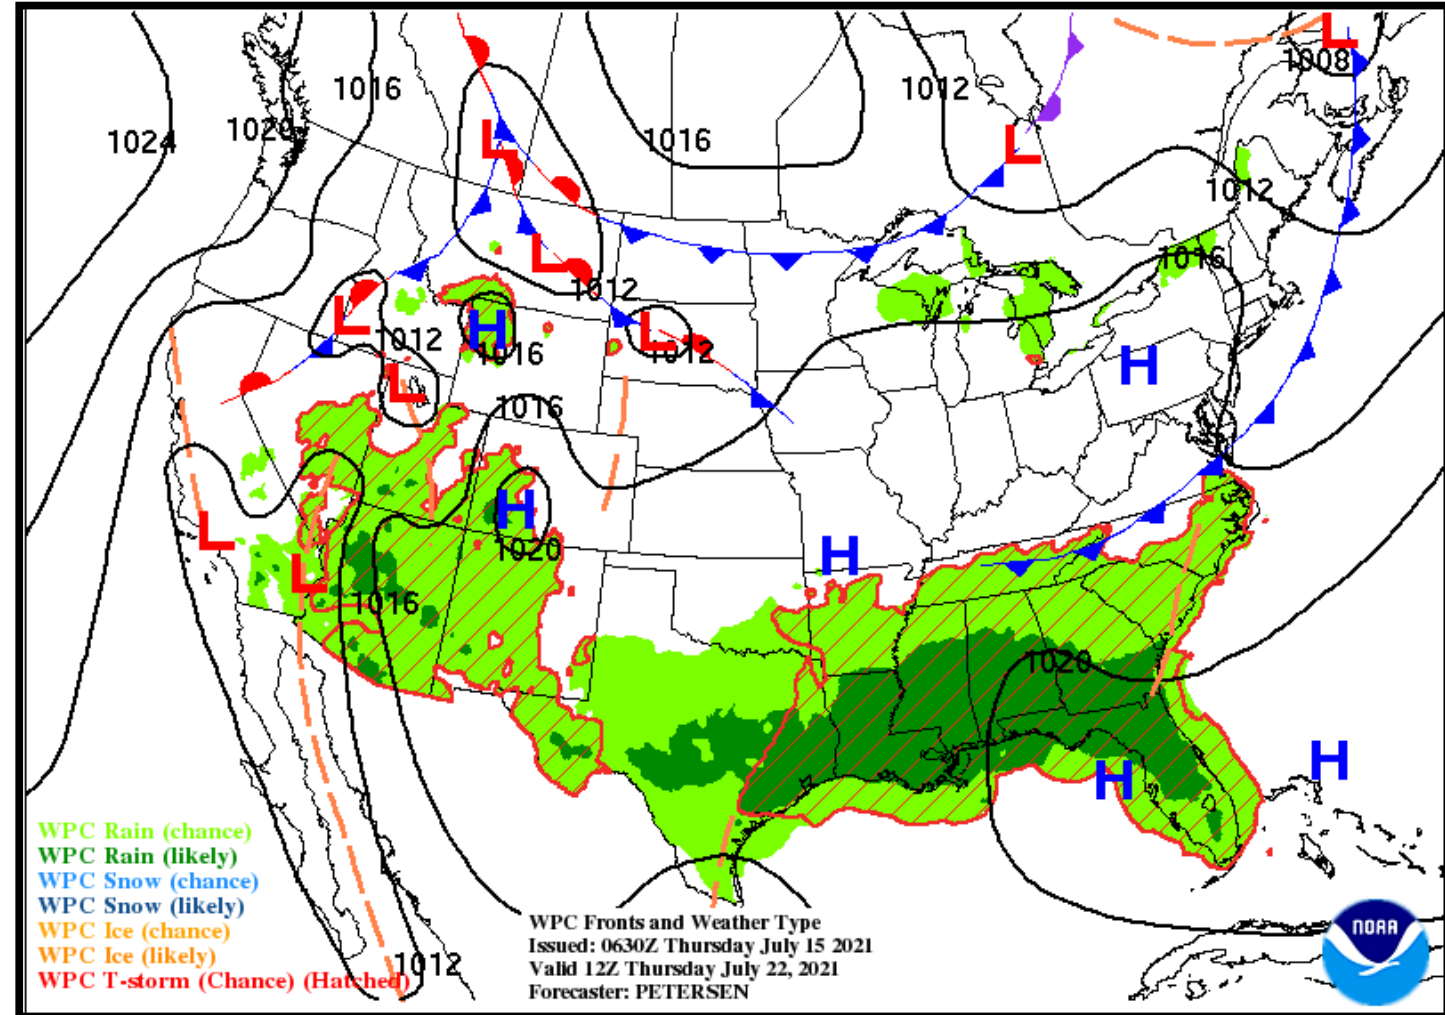 L
1008
1016
1012
1024
1020
1016
L
L
1012
1016
L
1012
L
1012
H
1016
L
1012
H
L
1016
H
1020
L
H
L
1016
1020
H
H
WPC Rain (chance)
WPC Rain (likely)
WPC Snow (chance)
WPC Snow (likely)
WPC Ice (chance)
WPC Ice (likely)
WPC T-storm (Chance) (Hatched)
1012
WPC Fronts and Weather Type
Issued: 0630Z Thursday July 15 2021
Valid 12Z Thursday July 22, 2021
Forecaster: PETERSEN
NOAA